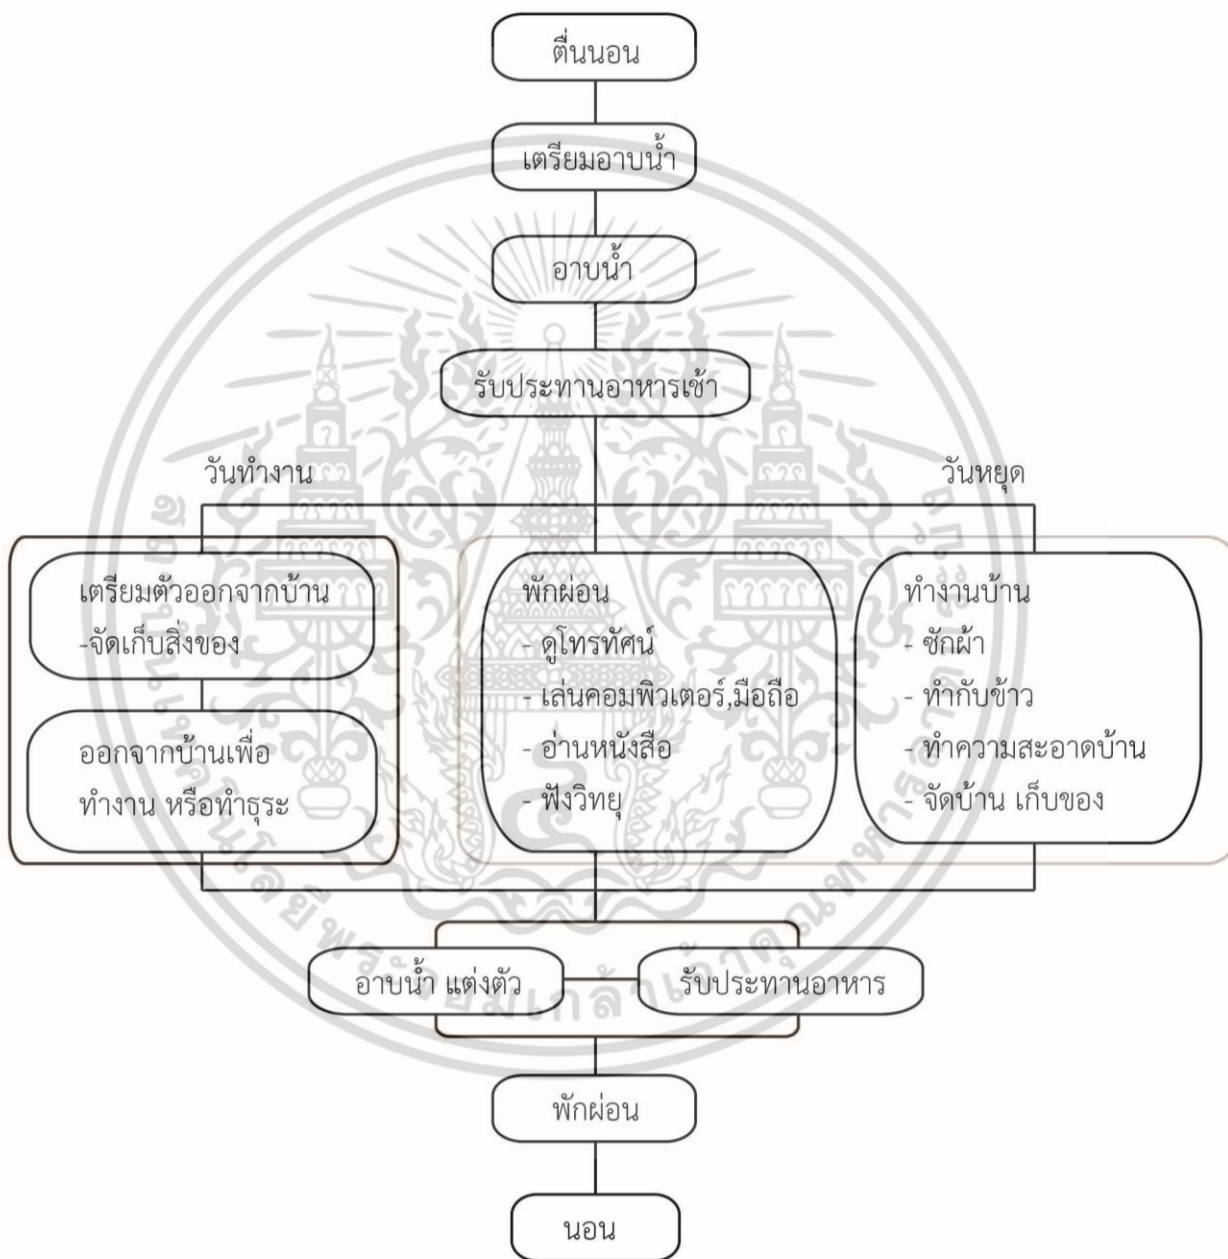 ตื่นนอน
เตรียมอาบน้ำ
อาบน้ำ
รับประทานอาหารเช้า
วันทำงาน
วันหยุด
เตรียมตัวออกจากบ้าน
-จัดเก็บสิ่งของ
ออกจากบ้านเพื่อ
ทำงาน หรือทำธุระ
พักผ่อน
- ดูโทรทัศน์
- เล่นคอมพิวเตอร์,มือถือ
- อ่านหนังสือ
- ฟังวิทยุ
ทำงานบ้าน
- ซักผ้า
- ทำกับข้าว
- ทำความสะอาดบ้าน
- จัดบ้าน เก็บของ
อาบน้ำ แต่งตัว
รับประทานอาหาร
พักผ่อน
นอน